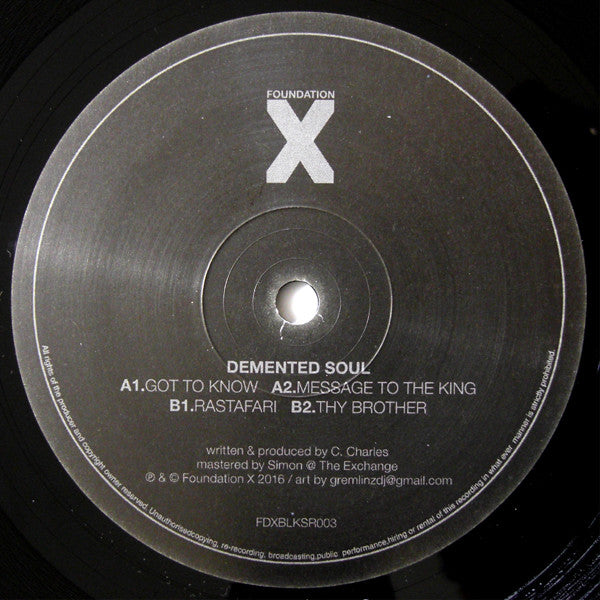 FOUNDATION
X
DEMENTED SOUL
A1.GOT TO KNOW A2.MESSAGE TO THE KING
B1.RASTAFARI B2.THY BROTHER
written & produced by C. Charles
mastered by Simon @ The Exchange
℗ & © Foundation X 2016 / art by gremlinzdj@gmail.com
FDXBLKSR003
All rights of the producer and copyright owner reserved. Unauthorisedcopying, re-recording, broadcasting,public performance,hiring or rental of this recording in what ever manner is strictly prohibited.